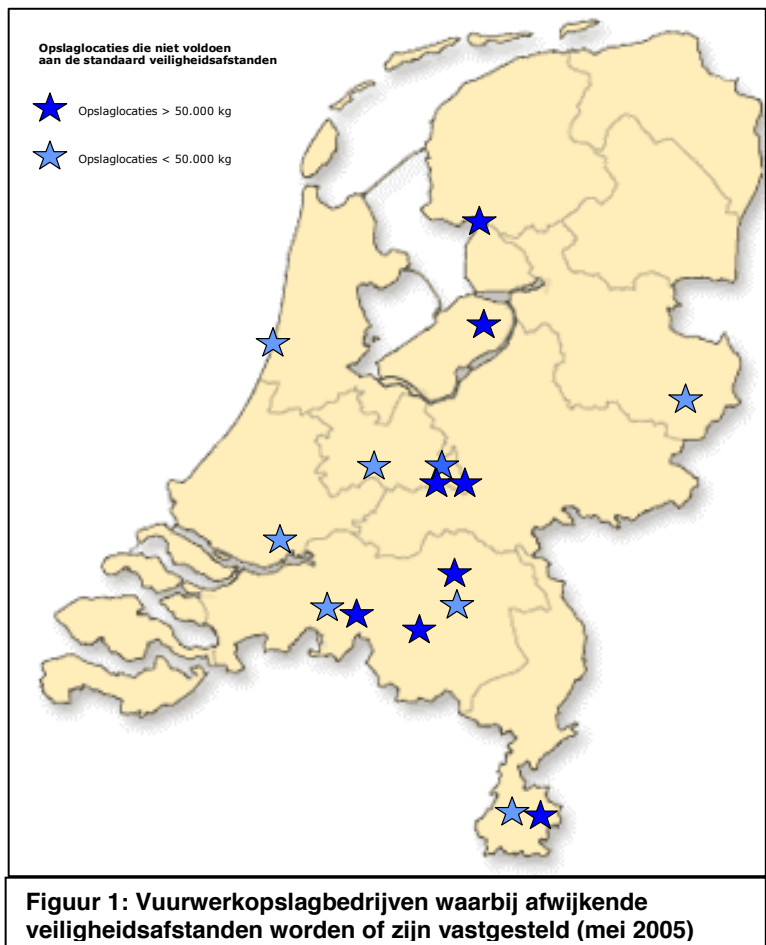 Opslaglocaties die niet voldoen
aan de standaard veiligheidsafstanden
Opslaglocaties > 50.000 kg
Opslaglocaties < 50.000 kg
Figuur 1: Vuurwerkopslagbedrijven waarbij afwijkende
veiligheidsafstanden worden of zijn vastgesteld (mei 2005)